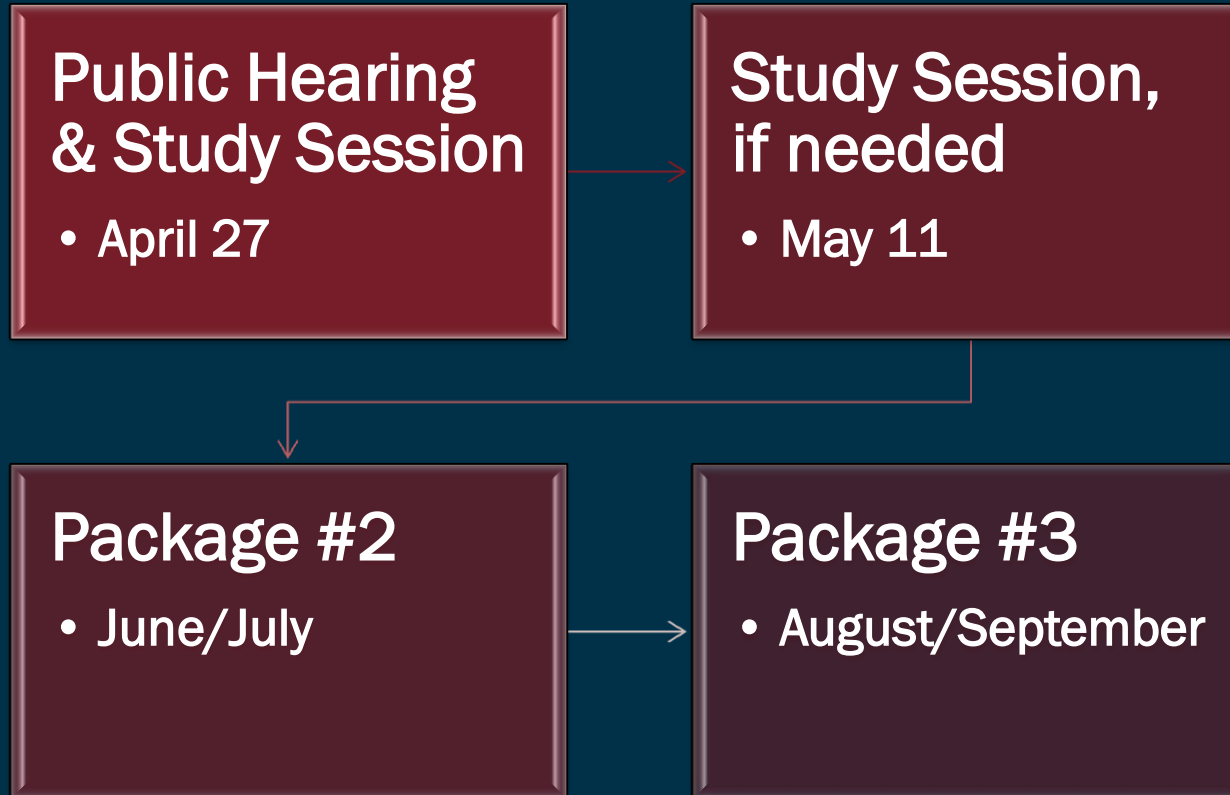 Public Hearing
& Study Session
• April 27
Study Session,
if needed
• May 11
Package #2
• June/July
Package #3
• August/September